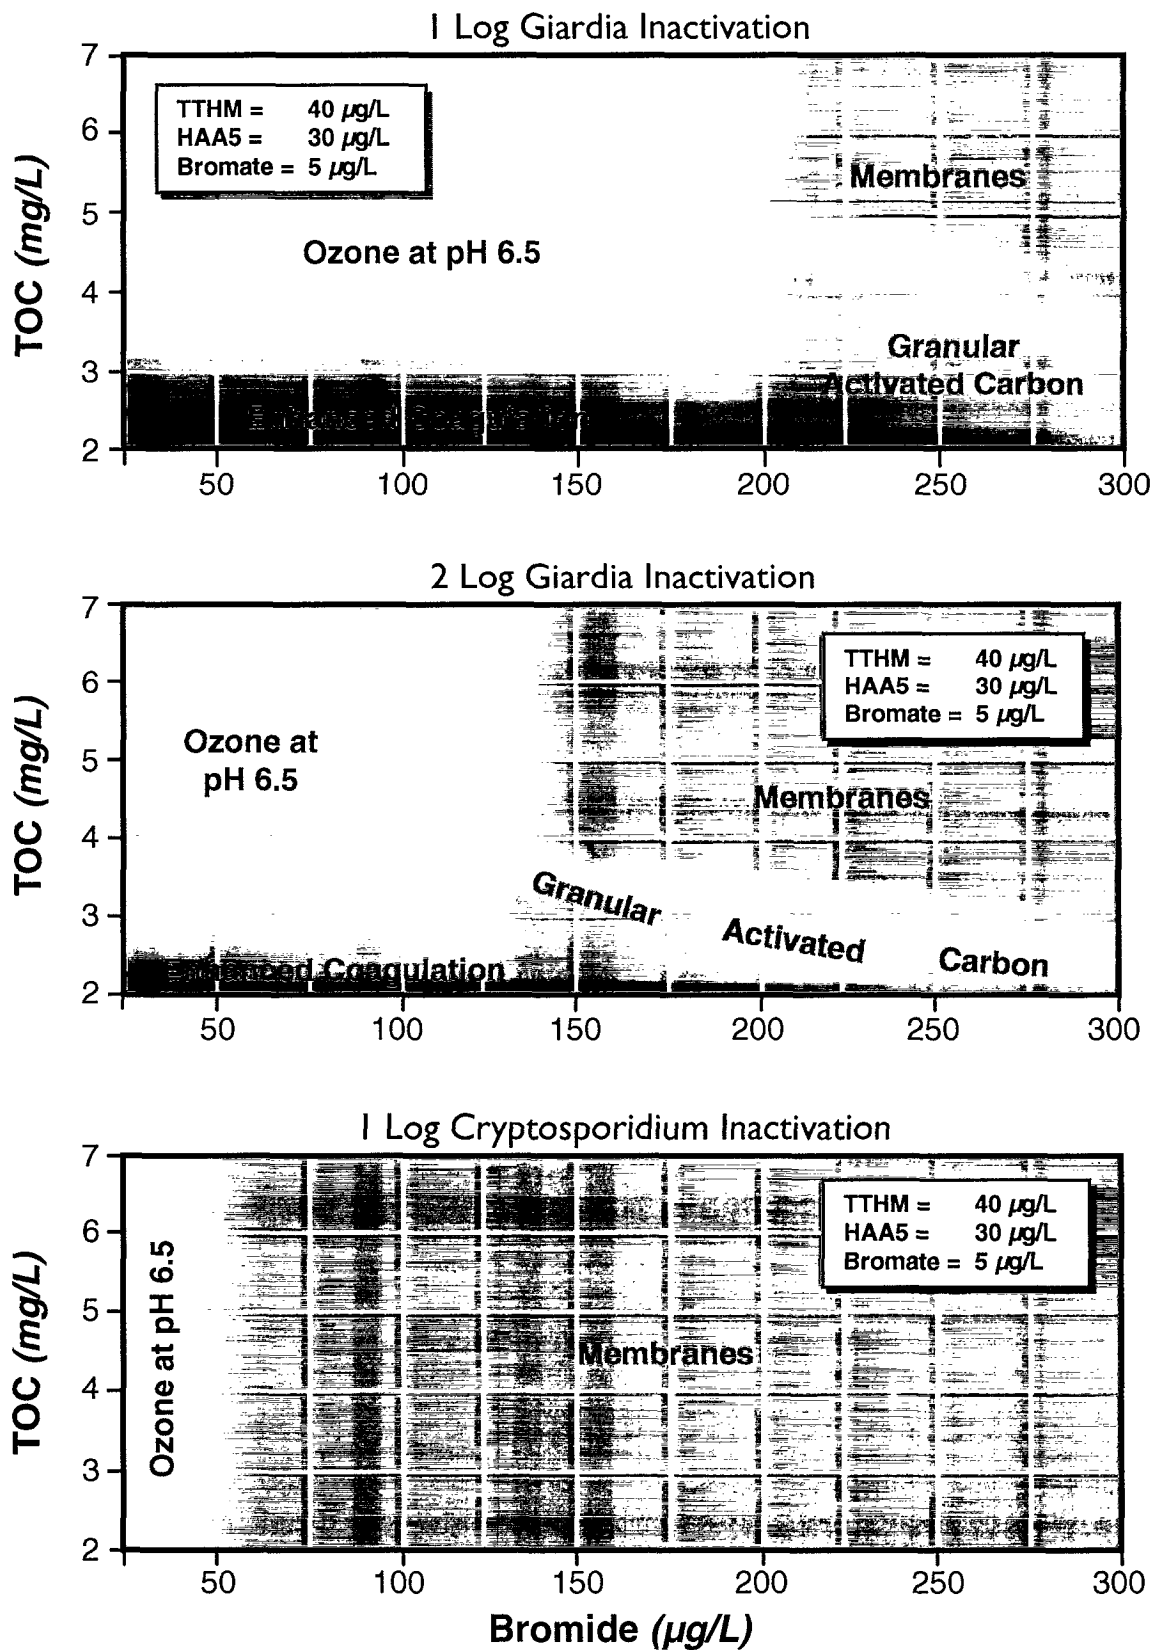 1 Log Giardia Inactivation
TOC (mg/L)
7
6
5
4
3
2
TTHM = 40 µg/L
HAA5 = 30 µg/L
Bromate = 5 µg/L
Membranes
Ozone at pH 6.5
Granular
Activated Carbon
Enhanced Coagulation
50 100 150 200 250 300
2 Log Giardia Inactivation
TOC (mg/L)
7
6
5
4
3
2
TTHM = 40 µg/L
HAA5 = 30 µg/L
Bromate = 5 µg/L
Ozone at
pH 6.5
Membranes
Granular Activated Carbon
Enhanced Coagulation
50 100 150 200 250 300
1 Log Cryptosporidium Inactivation
TOC (mg/L)
7
6
5
4
3
2
TTHM = 40 µg/L
HAA5 = 30 µg/L
Bromate = 5 µg/L
Ozone at pH 6.5
Membranes
50 100 150 200 250 300
Bromide (µg/L)